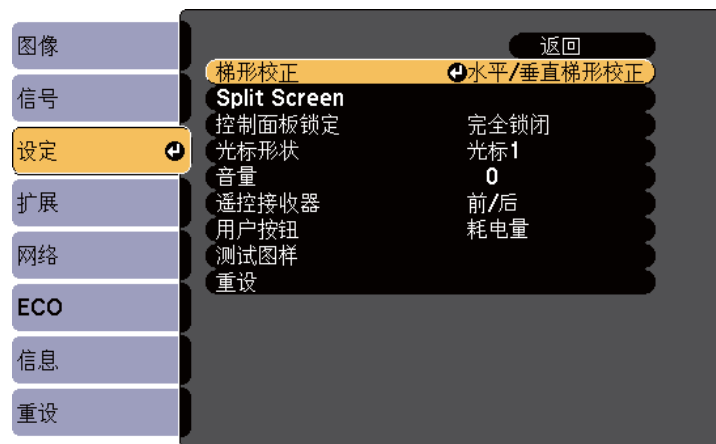 图像
信号
设定
扩展
网络
ECO
信息
重设
返回
梯形校正 水平/垂直梯形校正
Split Screen
控制面板锁定 完全锁闭
光标形状 光标1
音量 0
遥控接收器 前/后
用户按钮 耗电量
测试图样
重设